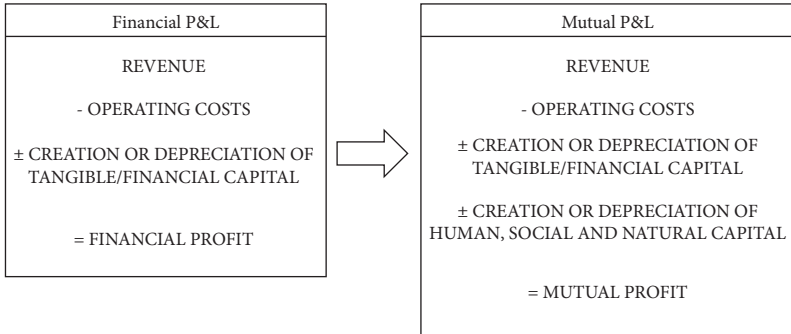 Financial P&L
REVENUE
- OPERATING COSTS
± CREATION OR DEPRECIATION OF
TANGIBLE/FINANCIAL CAPITAL
= FINANCIAL PROFIT
Mutual P&L
REVENUE
- OPERATING COSTS
± CREATION OR DEPRECIATION OF
TANGIBLE/FINANCIAL CAPITAL
± CREATION OR DEPRECIATION OF
HUMAN, SOCIAL AND NATURAL CAPITAL
= MUTUAL PROFIT